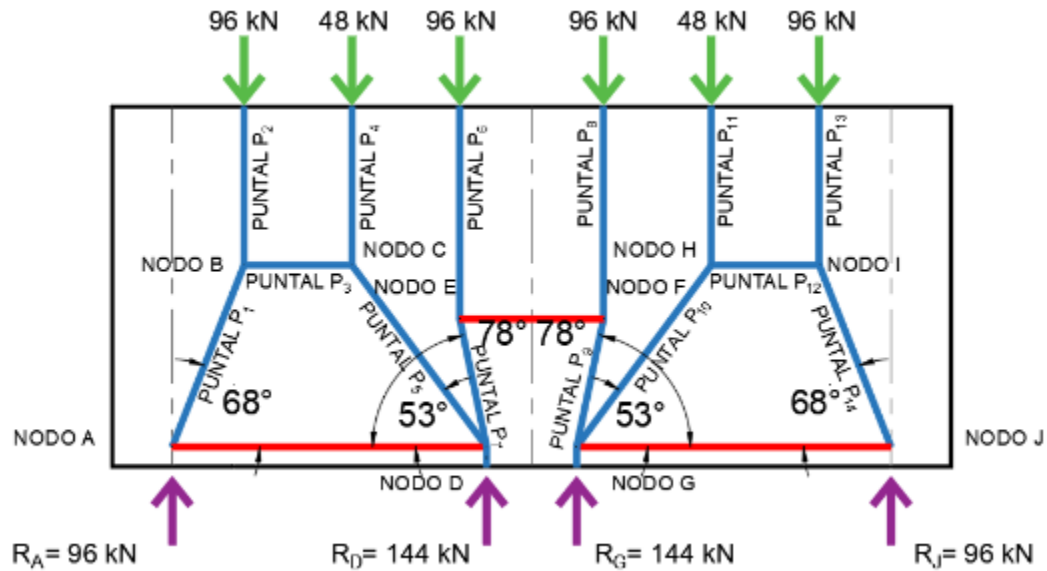 96 kN 48 kN 96 kN 96 kN 48 kN 96 kN
PUNTAL P2
PUNTAL P4
PUNTAL P6
PUNTAL P8
PUNTAL P11
PUNTAL P13
NODO B
NODO C
NODO H
NODO I
PUNTAL P3
NODO E
NODO F
PUNTAL P12
PUNTAL P1
PUNTAL P5
78° 78°
PUNTAL P10
PUNTAL P14
PUNTAL P7
PUNTAL P9
68° 53° 53° 68°
NODO A
NODO J
NODO D
NODO G
RA= 96 kN RD= 144 kN RG= 144 kN RJ= 96 kN